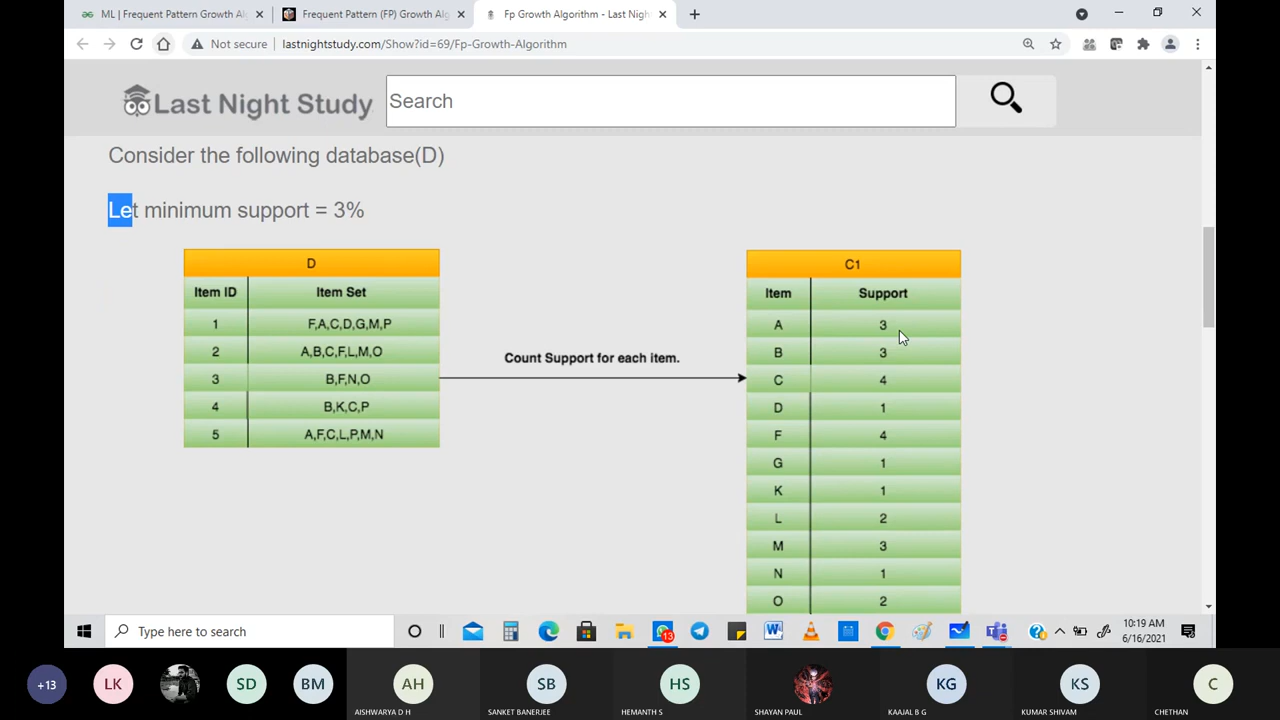 ML | Frequent Pattern Growth Al
Frequent Pattern (FP) Growth Alg
Fp Growth Algorithm - Last Nigh
Not secure
lastnightstudy.com/Show?id=69/Fp-Growth-Algorithm
Last Night Study
Search
Consider the following database(D)
Let minimum support = 3%
D
Item ID Item Set
1 F,A,C,D,G,M,P
2 A,B,C,F,L,M,O
3 B,F,N,O
4 B,K,C,P
5 A,F,C,L,P,M,N
Count Support for each item.
C1
Item Support
A 3
B 3
C 4
D 1
F 4
G 1
K 1
L 2
M 3
N 1
O 2
Type here to search
13
10:19 AM
6/16/2021
+13
LK
SD
BM
AH
SB
HS
KG
KS
C
AISHWARYA D H
SANKET BANERJEE
HEMANTH S
SHAYAN PAUL
KAAJAL B G
KUMAR SHIVAM
CHETHAN